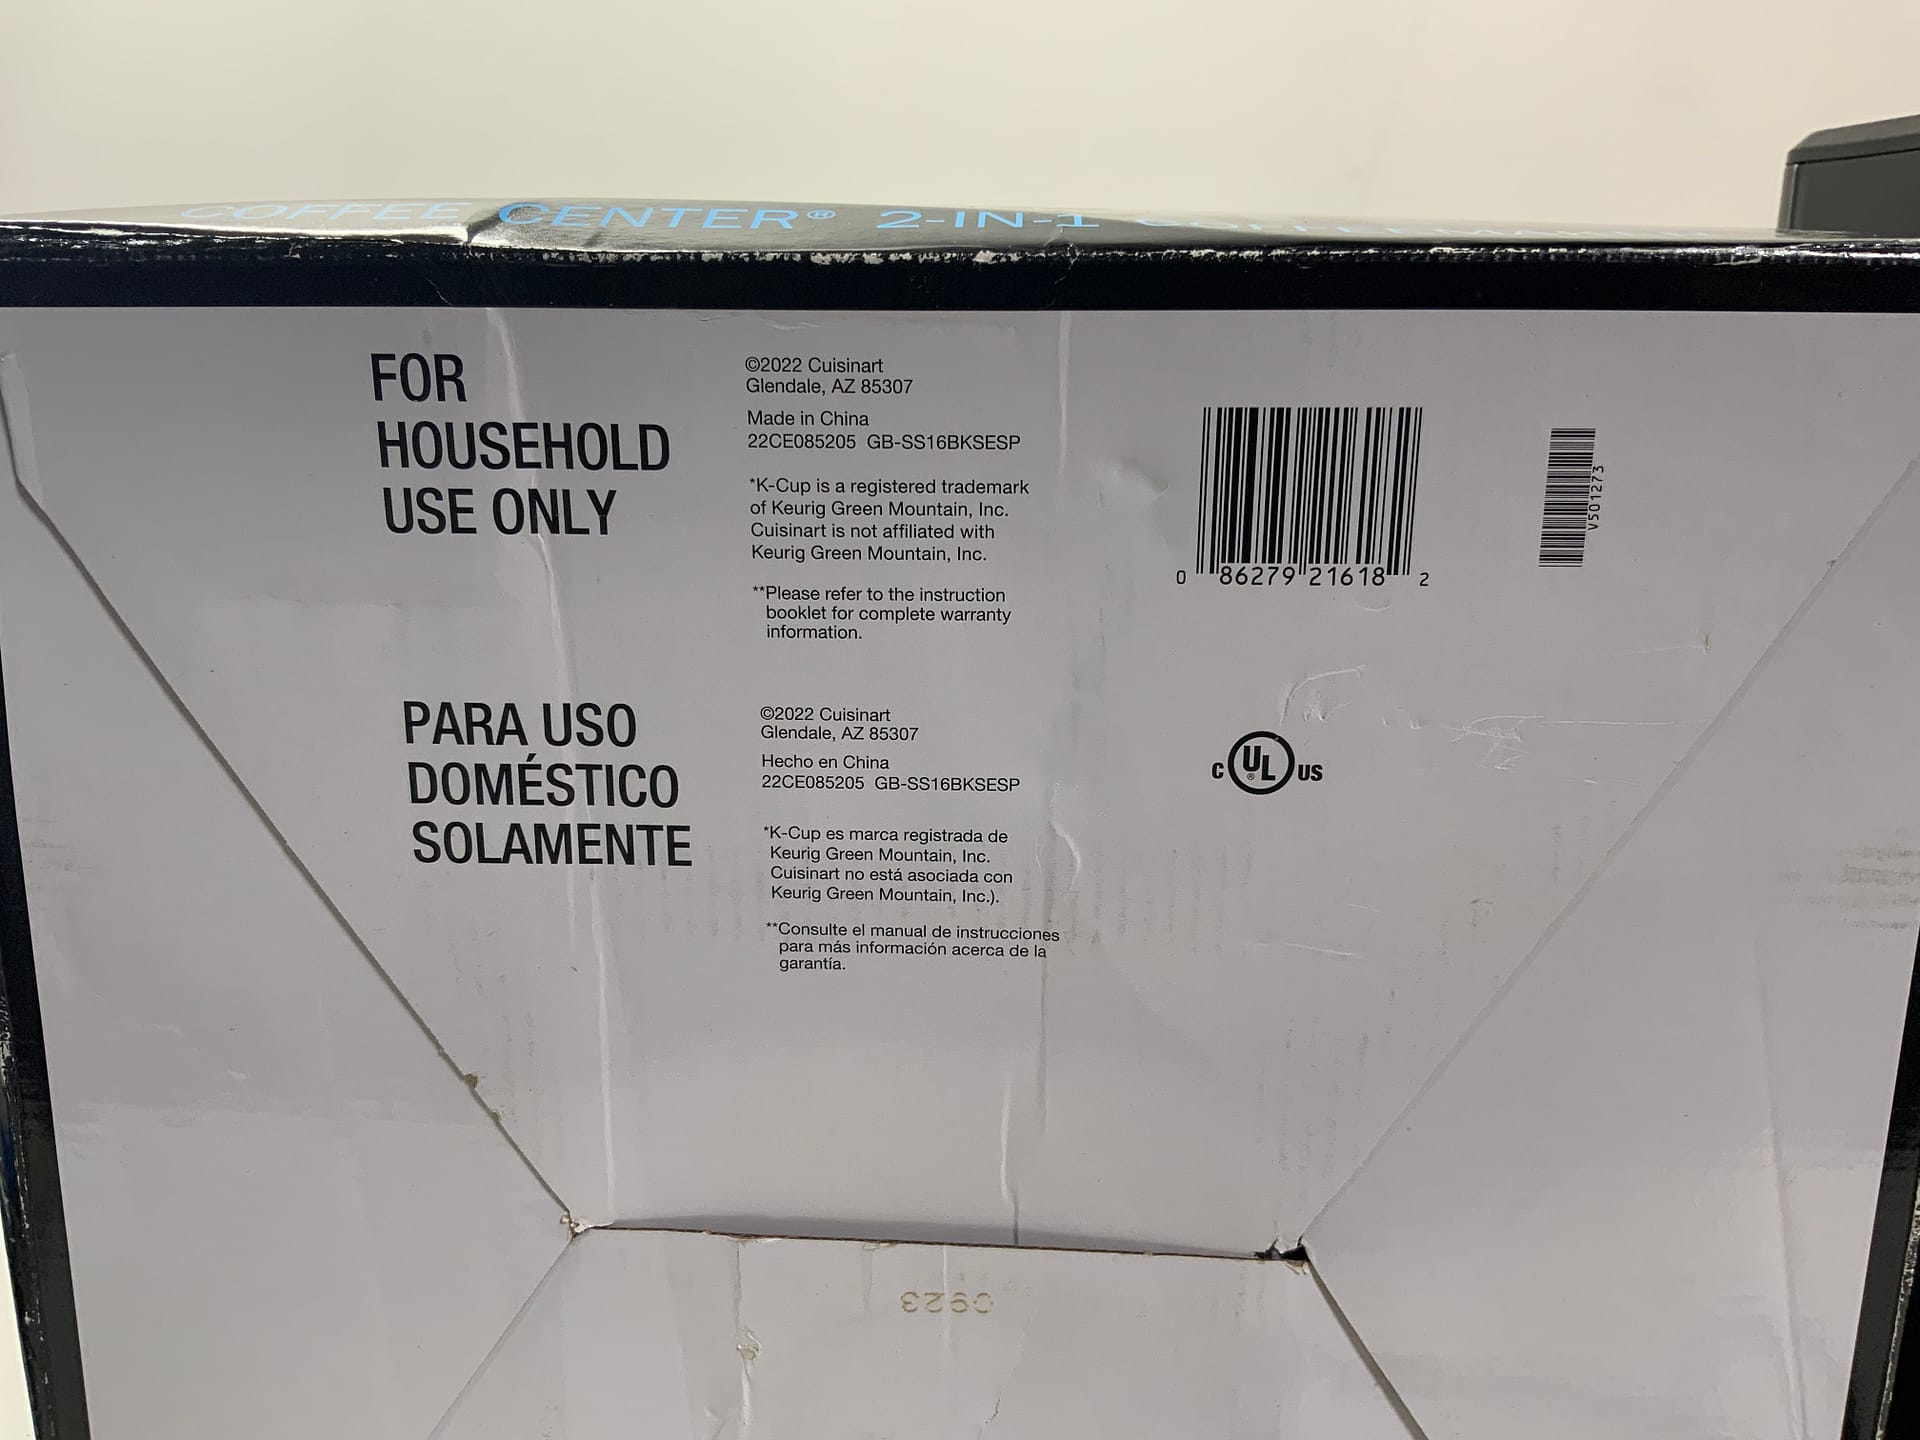 COFFEE CENTER® 2-IN-1 COFFEEMAKER
FOR
HOUSEHOLD
USE ONLY
©2022 Cuisinart
Glendale, AZ 85307
Made in China
22CE085205 GB-SS16BKSESP
*K-Cup is a registered trademark
of Keurig Green Mountain, Inc.
Cuisinart is not affiliated with
Keurig Green Mountain, Inc.
**Please refer to the instruction
booklet for complete warranty
information.
0 86279 21618 2
V501273
PARA USO
DOMÉSTICO
SOLAMENTE
©2022 Cuisinart
Glendale, AZ 85307
Hecho en China
22CE085205 GB-SS16BKSESP
*K-Cup es marca registrada de
Keurig Green Mountain, Inc.
Cuisinart no está asociada con
Keurig Green Mountain, Inc.).
**Consulte el manual de instrucciones
para más información acerca de la
garantía.
C UL® US